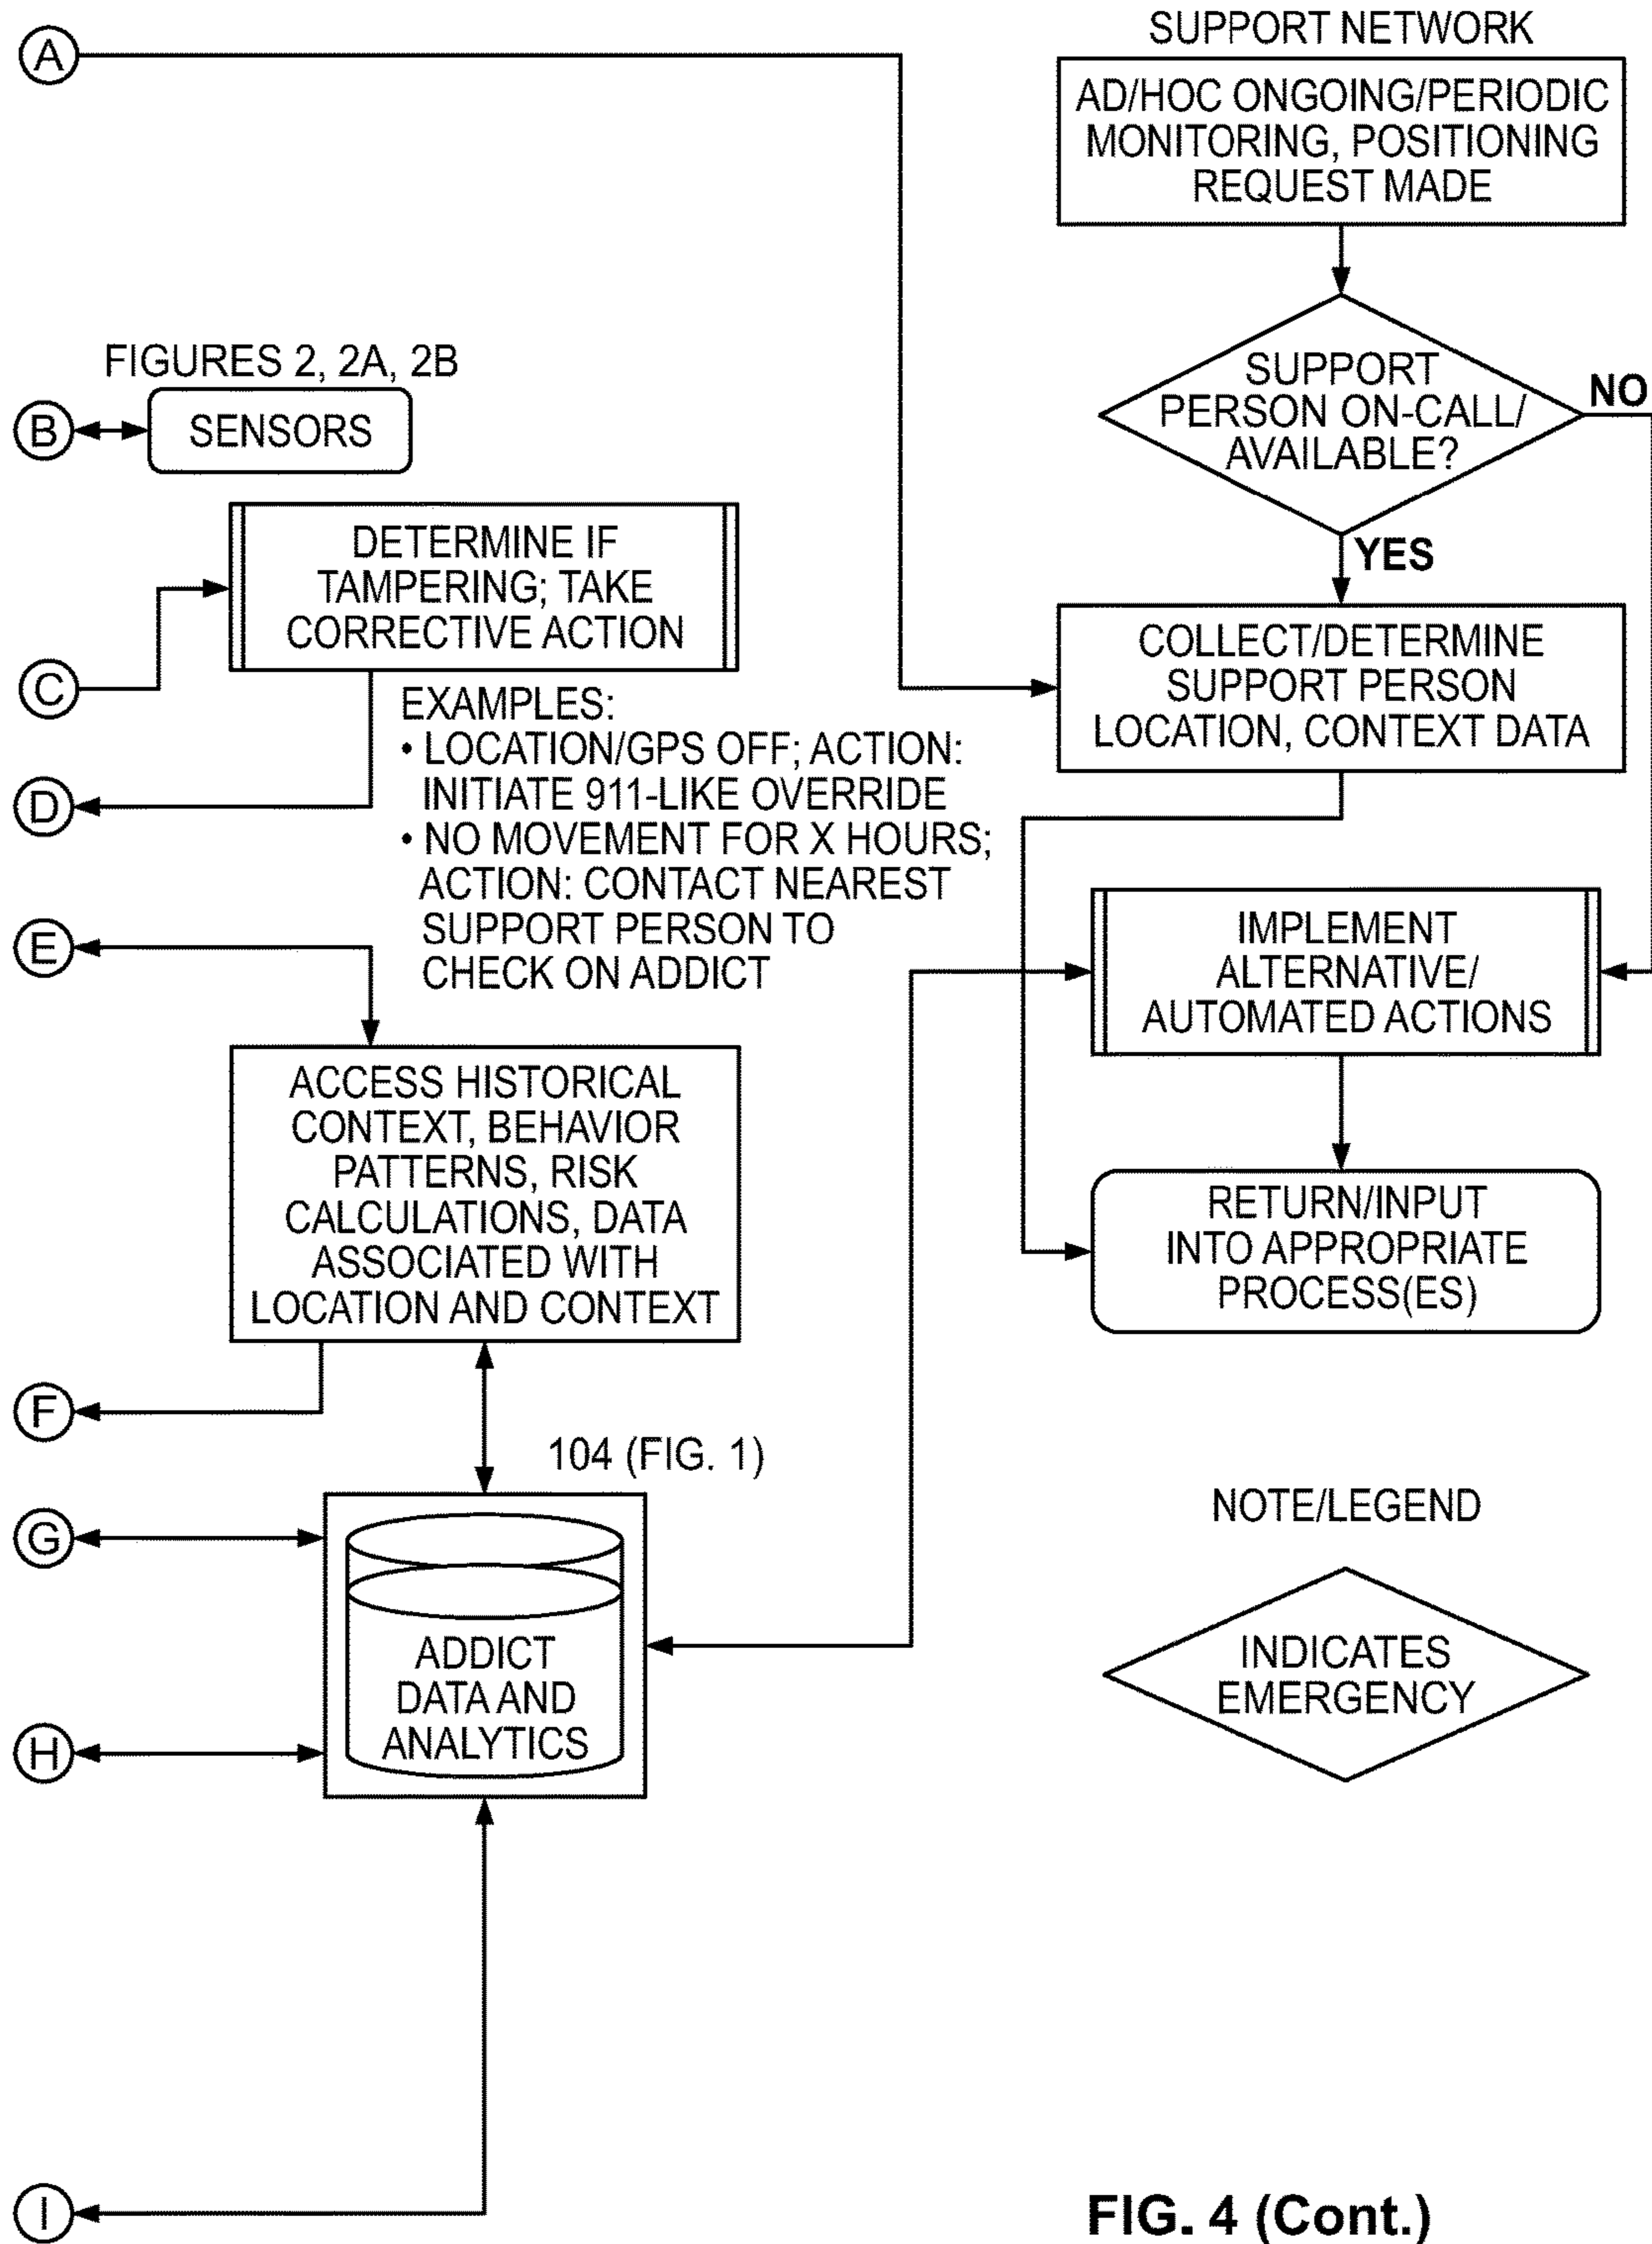 A
SUPPORT NETWORK
AD/HOC ONGOING/PERIODIC
MONITORING, POSITIONING
REQUEST MADE
SUPPORT
PERSON ON-CALL/
AVAILABLE?
NO
YES
FIGURES 2, 2A, 2B
B
SENSORS
DETERMINE IF
TAMPERING; TAKE
CORRECTIVE ACTION
C
COLLECT/DETERMINE
SUPPORT PERSON
LOCATION, CONTEXT DATA
EXAMPLES:
• LOCATION/GPS OFF; ACTION:
INITIATE 911-LIKE OVERRIDE
• NO MOVEMENT FOR X HOURS;
ACTION: CONTACT NEAREST
SUPPORT PERSON TO
CHECK ON ADDICT
D
E
IMPLEMENT
ALTERNATIVE/
AUTOMATED ACTIONS
ACCESS HISTORICAL
CONTEXT, BEHAVIOR
PATTERNS, RISK
CALCULATIONS, DATA
ASSOCIATED WITH
LOCATION AND CONTEXT
RETURN/INPUT
INTO APPROPRIATE
PROCESS(ES)
F
104 (FIG. 1)
G
ADDICT
DATA AND
ANALYTICS
H
NOTE/LEGEND
INDICATES
EMERGENCY
I
FIG. 4 (Cont.)